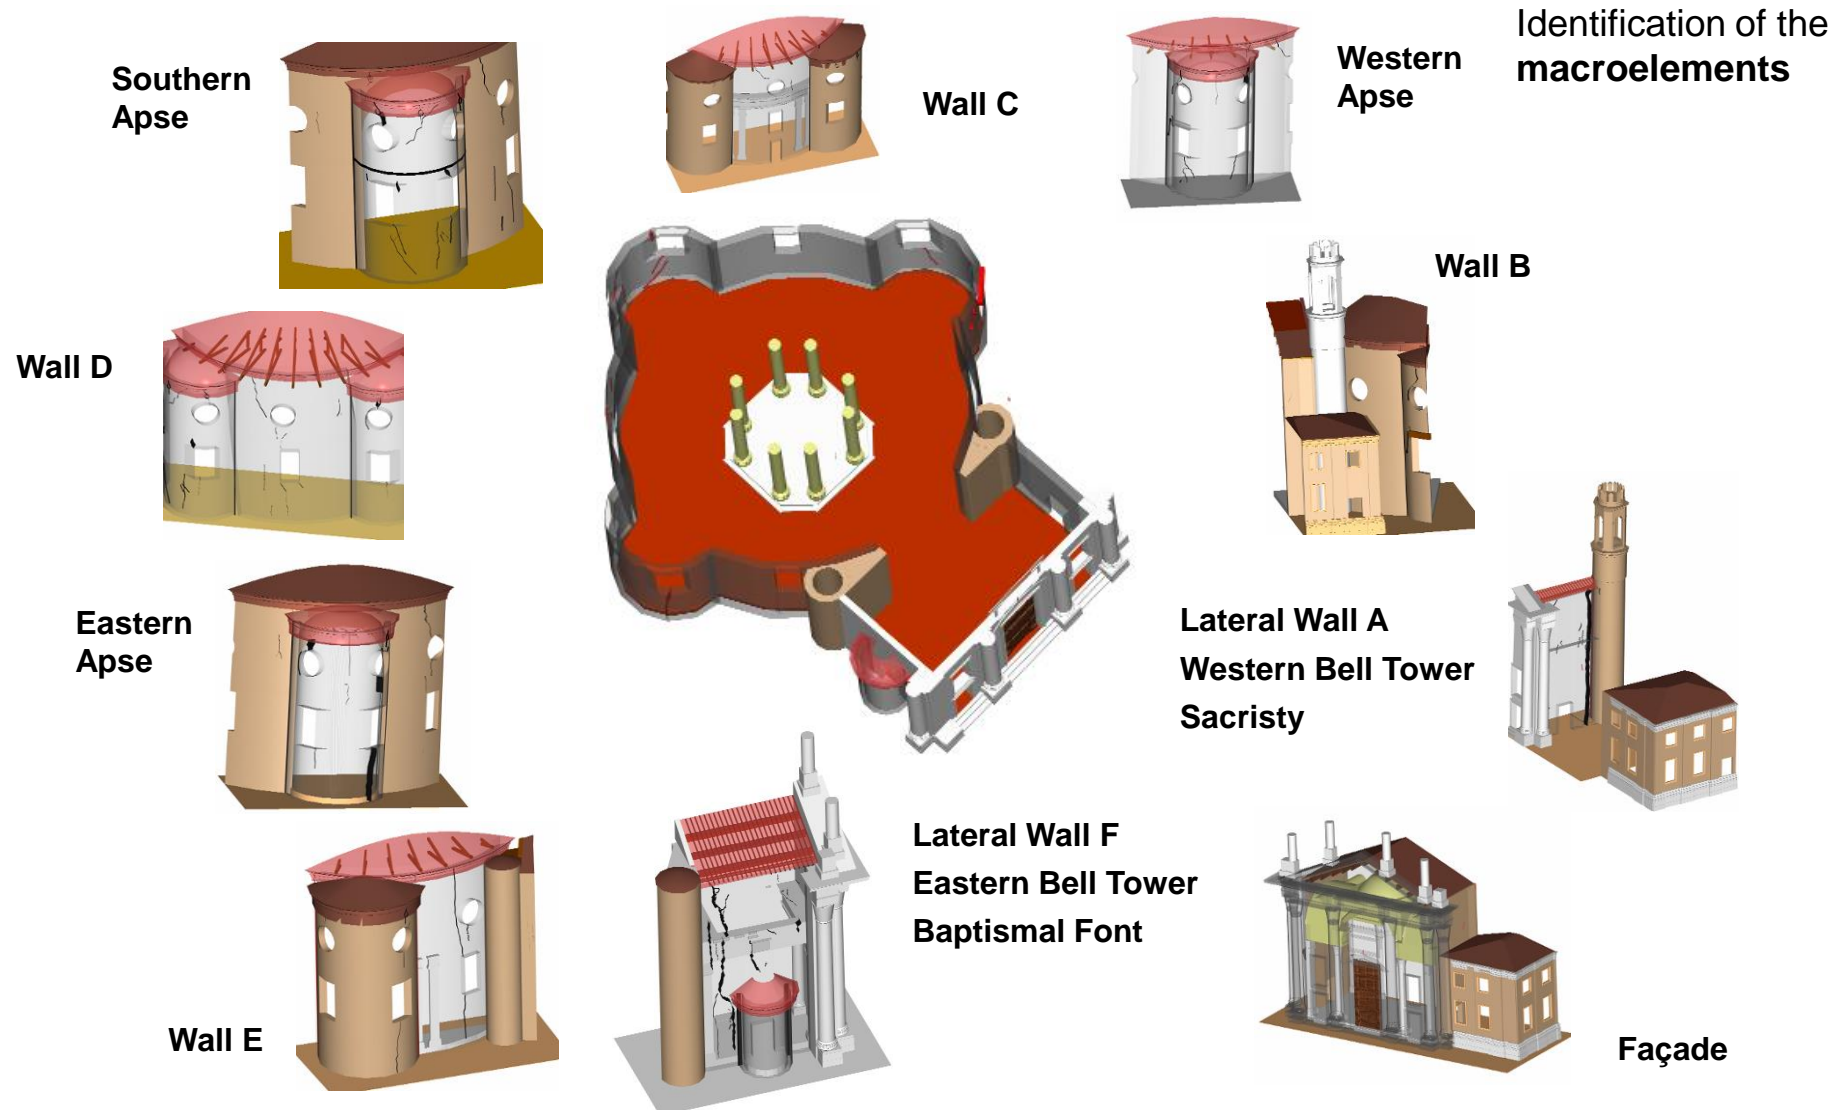 Identification of the
macroelements
Southern
Apse
Wall C
Western
Apse
Wall B
Wall D
Eastern
Apse
Lateral Wall A
Western Bell Tower
Sacristy
Lateral Wall F
Eastern Bell Tower
Baptismal Font
Wall E
Façade